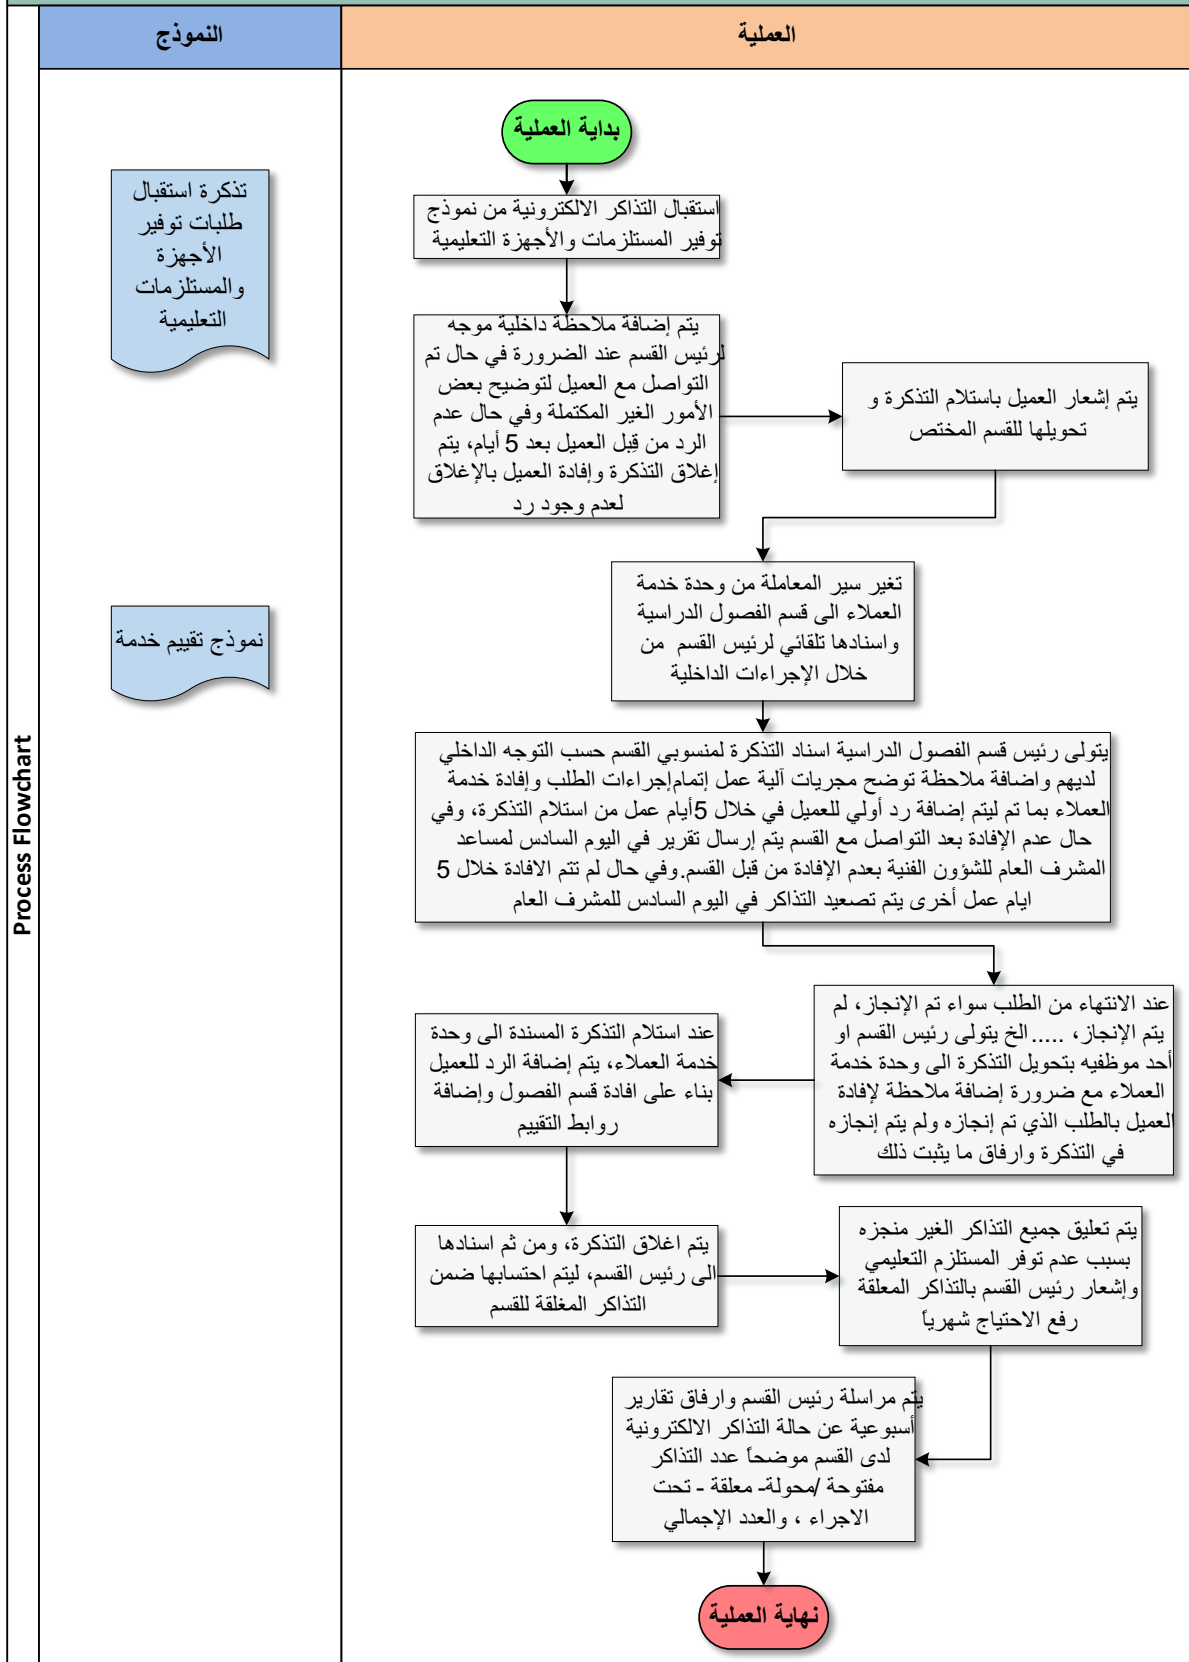 العملية
النموذج
Process Flowchart
بداية العملية
استقبال التذاكر الالكترونية من نموذج
توفير المستلزمات والأجهزة التعليمية
تذكرة استقبال
طلبات توفير
الأجهزة
والمستلزمات
التعليمية
يتم إضافة ملاحظة داخلية موجه
لرئيس القسم عند الضرورة في حال تم
التواصل مع العميل لتوضيح بعض
الأمور الغير المكتملة وفي حال عدم
الرد من قِبل العميل بعد 5 أيام، يتم
إغلاق التذكرة وإفادة العميل بالإغلاق
لعدم وجود رد
يتم إشعار العميل باستلام التذكرة و
تحويلها للقسم المختص
تغير سير المعاملة من وحدة خدمة
العملاء الى قسم الفصول الدراسية
واسنادها تلقائي لرئيس القسم من
خلال الإجراءات الداخلية
نموذج تقييم خدمة
يتولى رئيس قسم الفصول الدراسية اسناد التذكرة لمنسوبي القسم حسب التوجه الداخلي
لديهم واضافة ملاحظة توضح مجريات آلية عمل إتمام‌إجراءات الطلب وإفادة خدمة
العملاء بما تم ليتم إضافة رد أولي للعميل في خلال 5أيام عمل من استلام التذكرة، وفي
حال عدم الإفادة بعد التواصل مع القسم يتم إرسال تقرير في اليوم السادس لمساعد
المشرف العام للشؤون الفنية بعدم الإفادة من قبل القسم.وفي حال لم تتم الافادة خلال 5
ايام عمل أخرى يتم تصعيد التذاكر في اليوم السادس للمشرف العام
عند الانتهاء من الطلب سواء تم الإنجاز، لم
يتم الإنجاز، ..... الخ يتولى رئيس القسم او
أحد موظفيه بتحويل التذكرة الى وحدة خدمة
العملاء مع ضرورة إضافة ملاحظة لإفادة
العميل بالطلب الذي تم إنجازه ولم يتم إنجازه
في التذكرة وارفاق ما يثبت ذلك
عند استلام التذكرة المسندة الى وحدة
خدمة العملاء، يتم إضافة الرد للعميل
بناء على افادة قسم الفصول وإضافة
روابط التقييم
يتم اغلاق التذكرة، ومن ثم اسنادها
الى رئيس القسم، ليتم احتسابها ضمن
التذاكر المغلقة للقسم
يتم تعليق جميع التذاكر الغير منجزه
بسبب عدم توفر المستلزم التعليمي
وإشعار رئيس القسم بالتذاكر المعلقة
رفع الاحتياج شهرياً
يتم مراسلة رئيس القسم وارفاق تقارير
أسبوعية عن حالة التذاكر الالكترونية
لدى القسم موضحاً عدد التذاكر
مفتوحة /محولة- معلقة - تحت
الاجراء ، والعدد الإجمالي
نهاية العملية